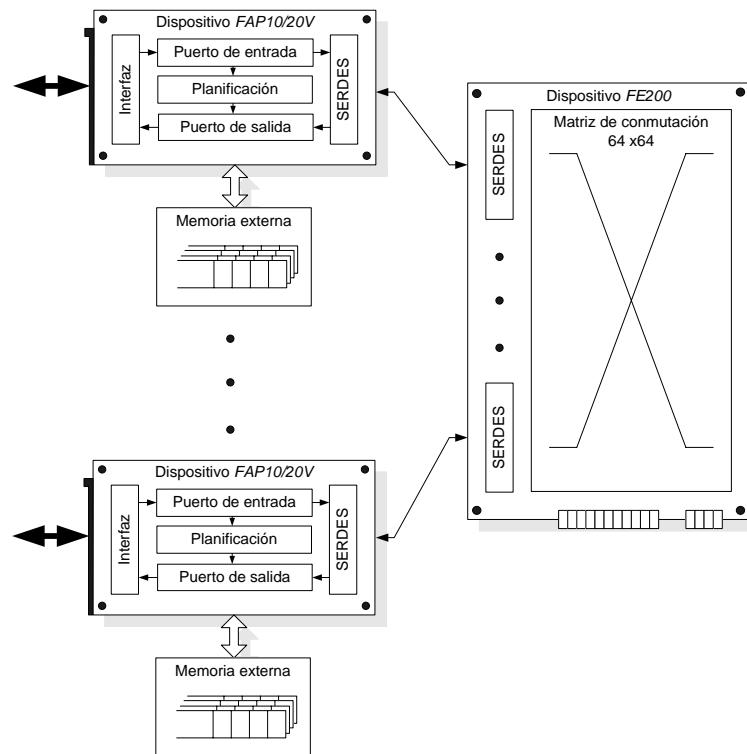 Dispositivo FAP10/20V
Interfaz
Puerto de entrada
Planificación
Puerto de salida
SERDES
Memoria externa
Dispositivo FE200
SERDES
Matriz de conmutación
64 x64
SERDES
Dispositivo FAP10/20V
Interfaz
Puerto de entrada
Planificación
Puerto de salida
SERDES
Memoria externa